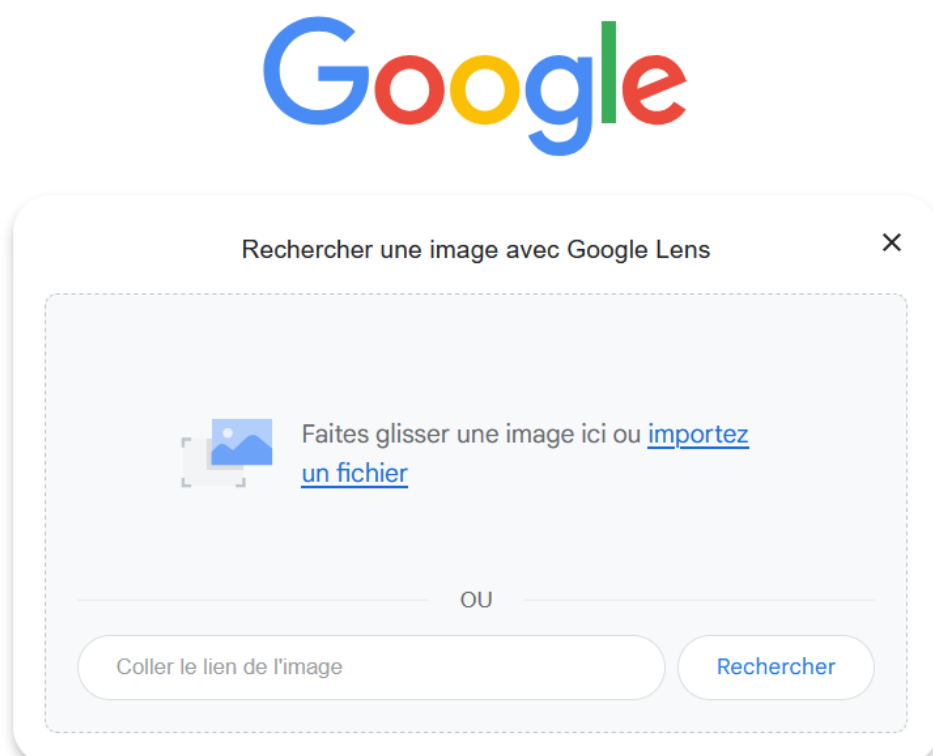 Google
Rechercher une image avec Google Lens
Faites glisser une image ici ou importez
un fichier
OU
Coller le lien de l'image
Rechercher